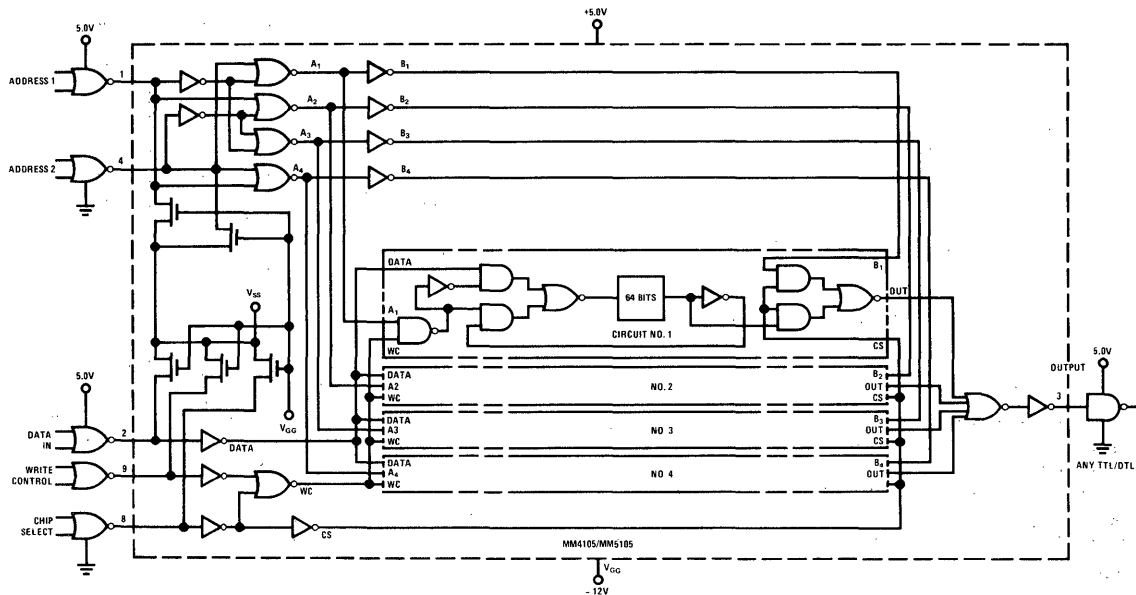 +5.0V
5.0V
ADDRESS 1
1
A1
B1
A2
B2
A3
B3
ADDRESS 2
4
A4
B4
DATA
B1
OUT
64 BITS
A1
CIRCUIT NO. 1
WC
CS
VSS
5.0V
DATA
A2
WC
NO. 2
B2
OUT
CS
OUTPUT
5.0V
3
VGG
DATA
A3
WC
NO 3
B3
OUT
CS
DATA IN
2
DATA
ANY TTL/DTL
WRITE CONTROL
9
WC
DATA
A4
WC
NO 4
B4
OUT
CHIP SELECT
8
CS
MM4105/MM5105
VGG
-12V